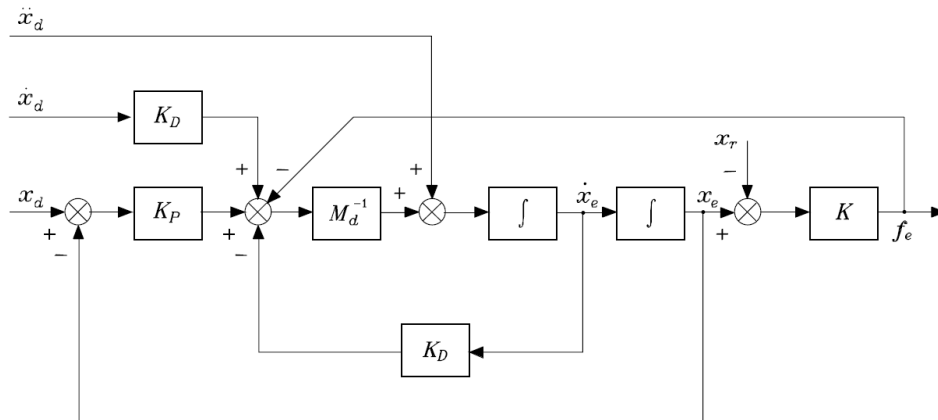 ẍ_d
ẋ_d
K_D
+
−
x_r
−
+
x_d
+
−
K_P
+
−
M_d^{-1}
+
∫
ẋ_e
∫
x_e
+
K
f_e
K_D